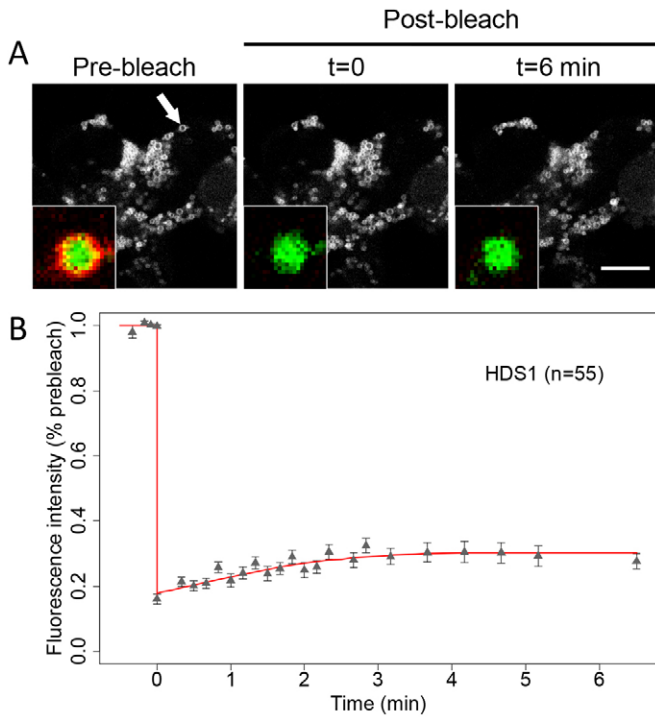 Post-bleach
A
Pre-bleach
t=0
t=6 min
B
HDS1 (n=55)
Fluorescence intensity (% prebleach)
1.0
0.8
0.6
0.4
0.2
0.0
0 1 2 3 4 5 6
Time (min)